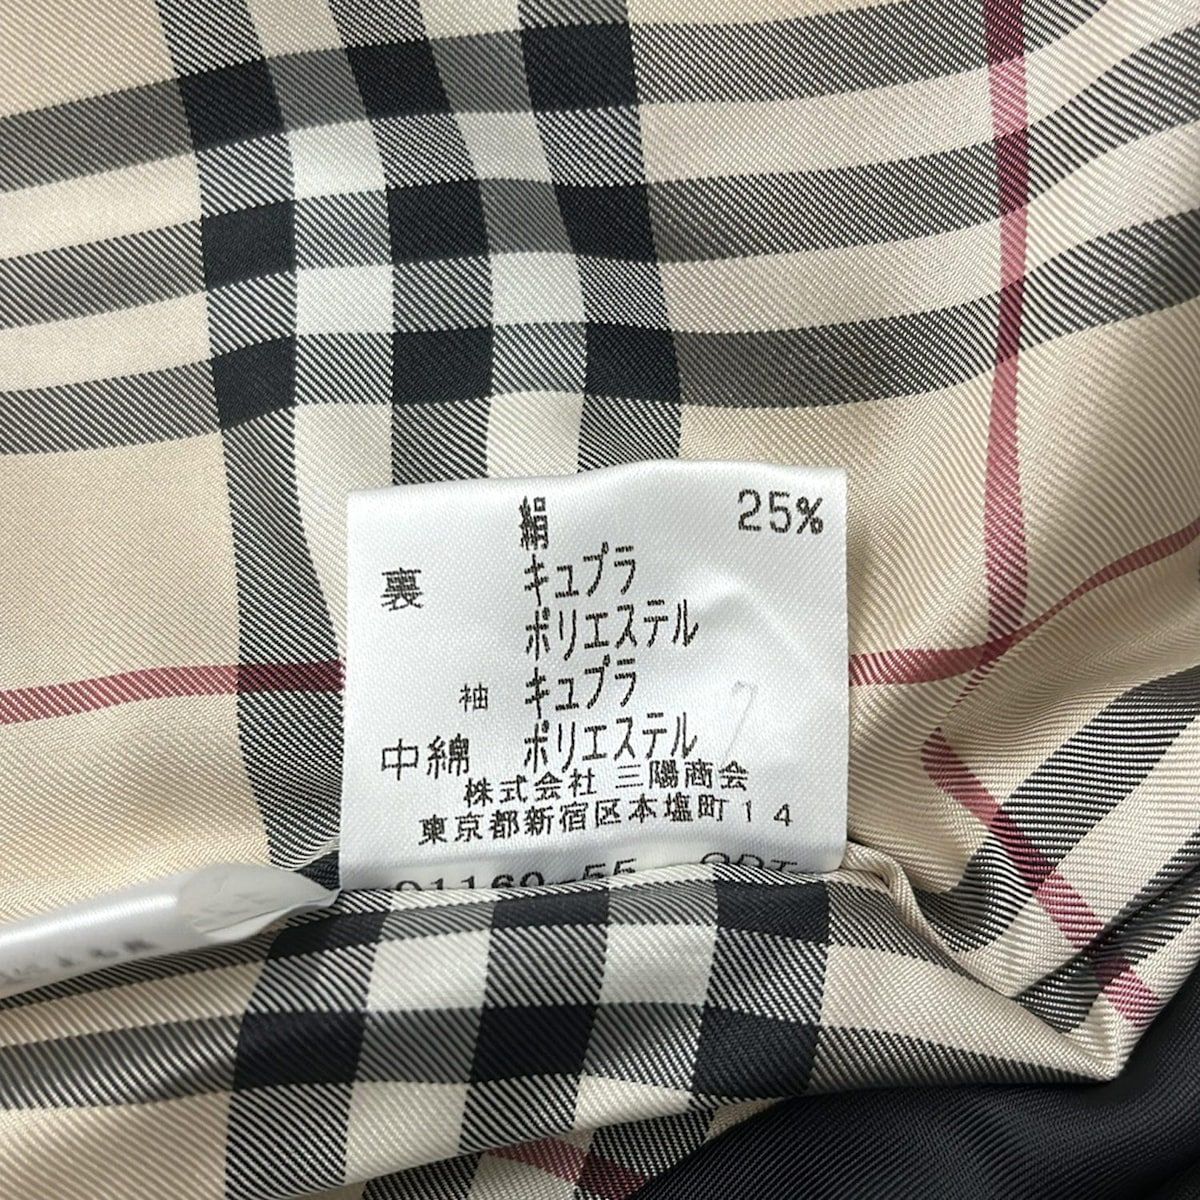 絹 25%
裏 キュプラ
ポリエステル
袖 キュプラ
中綿 ポリエステル
株式会社 三陽商会
東京都新宿区本塩町14